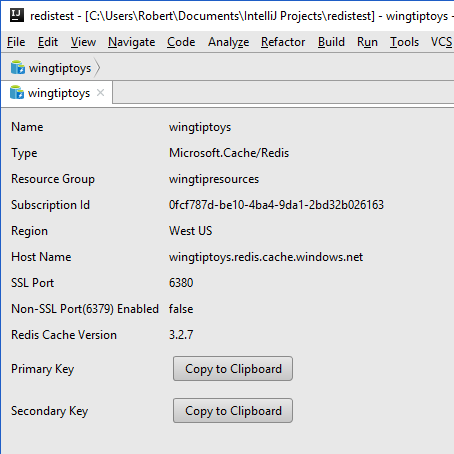 IJ redistest - [C:\Users\Robert\Documents\IntelliJ Projects\redistest] - wingtiptoys -
File Edit View Navigate Code Analyze Refactor Build Run Tools VCS
wingtiptoys
wingtiptoys
Name wingtiptoys
Type Microsoft.Cache/Redis
Resource Group wingtipresources
Subscription Id 0fcf787d-be10-4ba4-9da1-2bd32b026163
Region West US
Host Name wingtiptoys.redis.cache.windows.net
SSL Port 6380
Non-SSL Port(6379) Enabled false
Redis Cache Version 3.2.7
Primary Key Copy to Clipboard
Secondary Key Copy to Clipboard